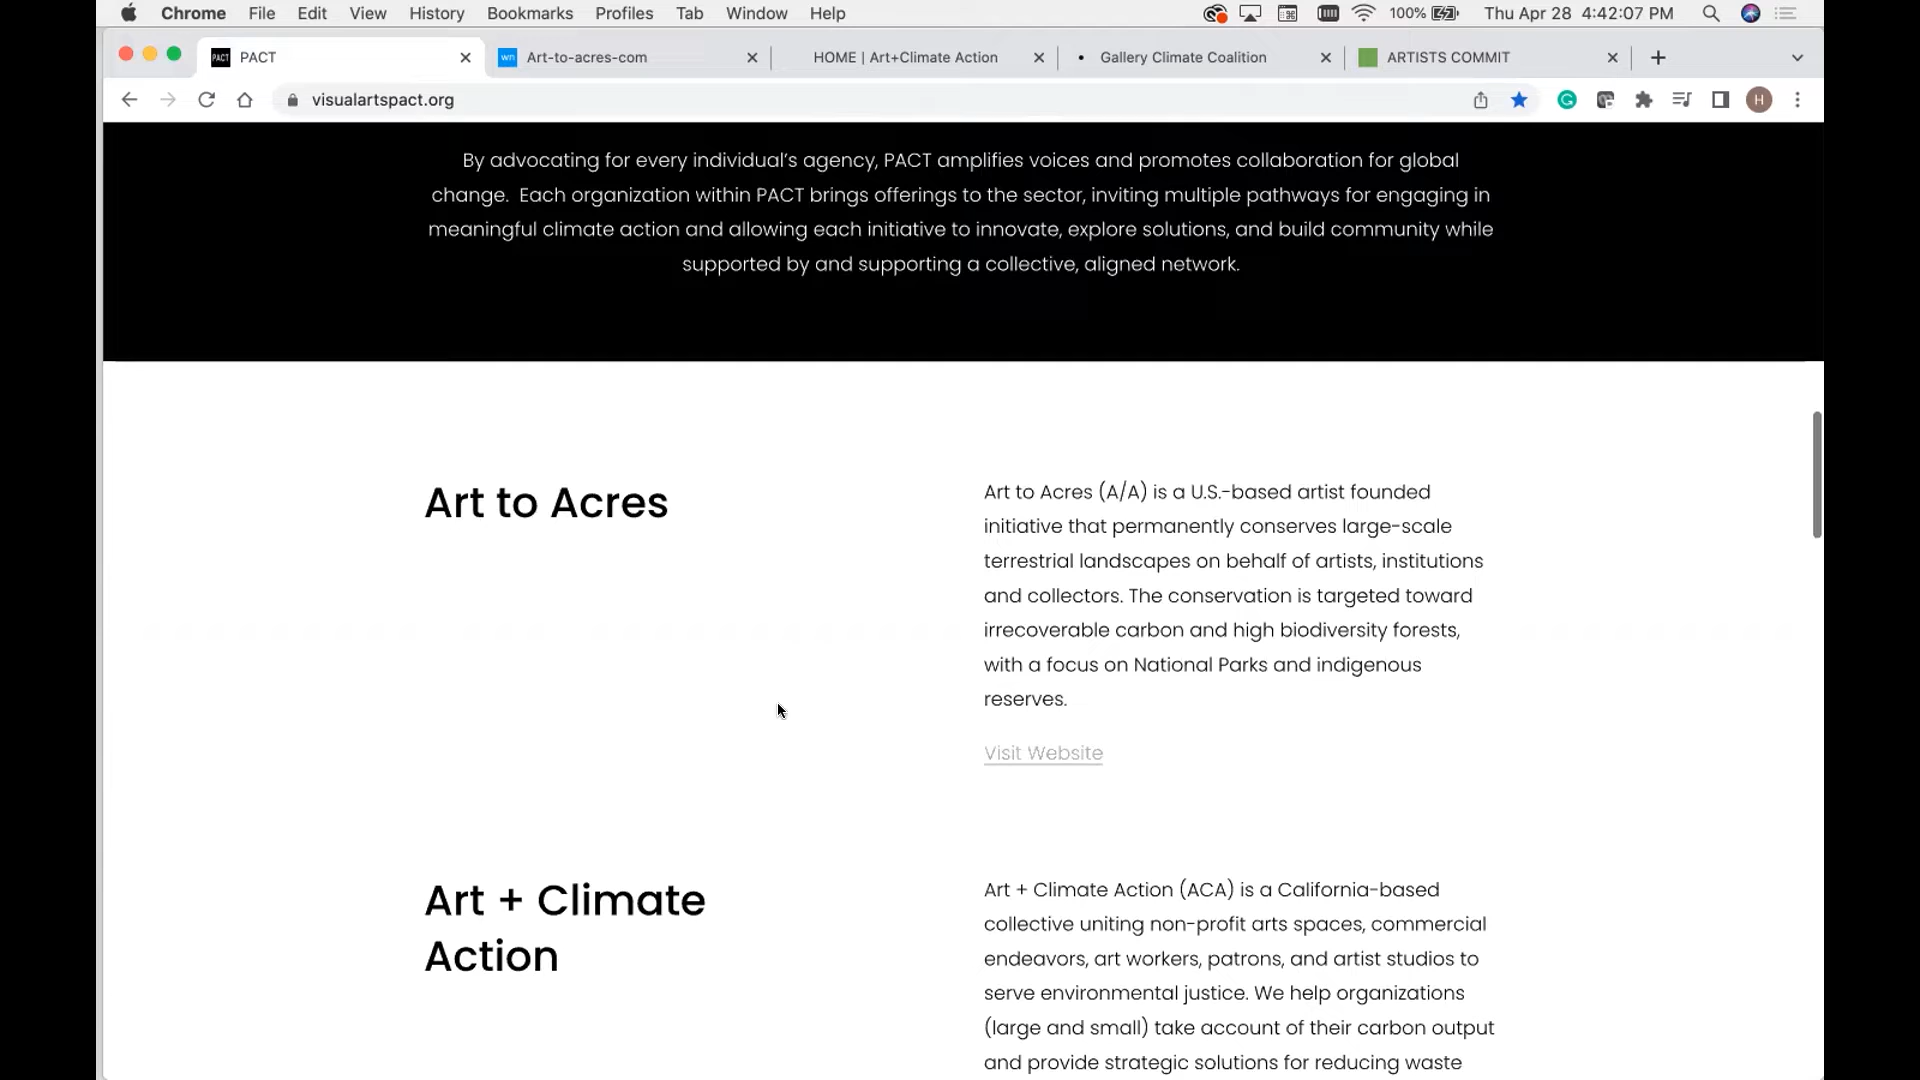 Chrome File Edit View History Bookmarks Profiles Tab Window Help 100% Thu Apr 28 4:42:07 PM
PACT PACT wn Art-to-acres-com HOME | Art+Climate Action • Gallery Climate Coalition ARTISTS COMMIT
visualartspact.org H
By advocating for every individual's agency, PACT amplifies voices and promotes collaboration for global
change. Each organization within PACT brings offerings to the sector, inviting multiple pathways for engaging in
meaningful climate action and allowing each initiative to innovate, explore solutions, and build community while
supported by and supporting a collective, aligned network.
Art to Acres
Art to Acres (A/A) is a U.S.-based artist founded
initiative that permanently conserves large-scale
terrestrial landscapes on behalf of artists, institutions
and collectors. The conservation is targeted toward
irrecoverable carbon and high biodiversity forests,
with a focus on National Parks and indigenous
reserves.
Visit Website
Art + Climate
Action
Art + Climate Action (ACA) is a California-based
collective uniting non-profit arts spaces, commercial
endeavors, art workers, patrons, and artist studios to
serve environmental justice. We help organizations
(large and small) take account of their carbon output
and provide strategic solutions for reducing waste